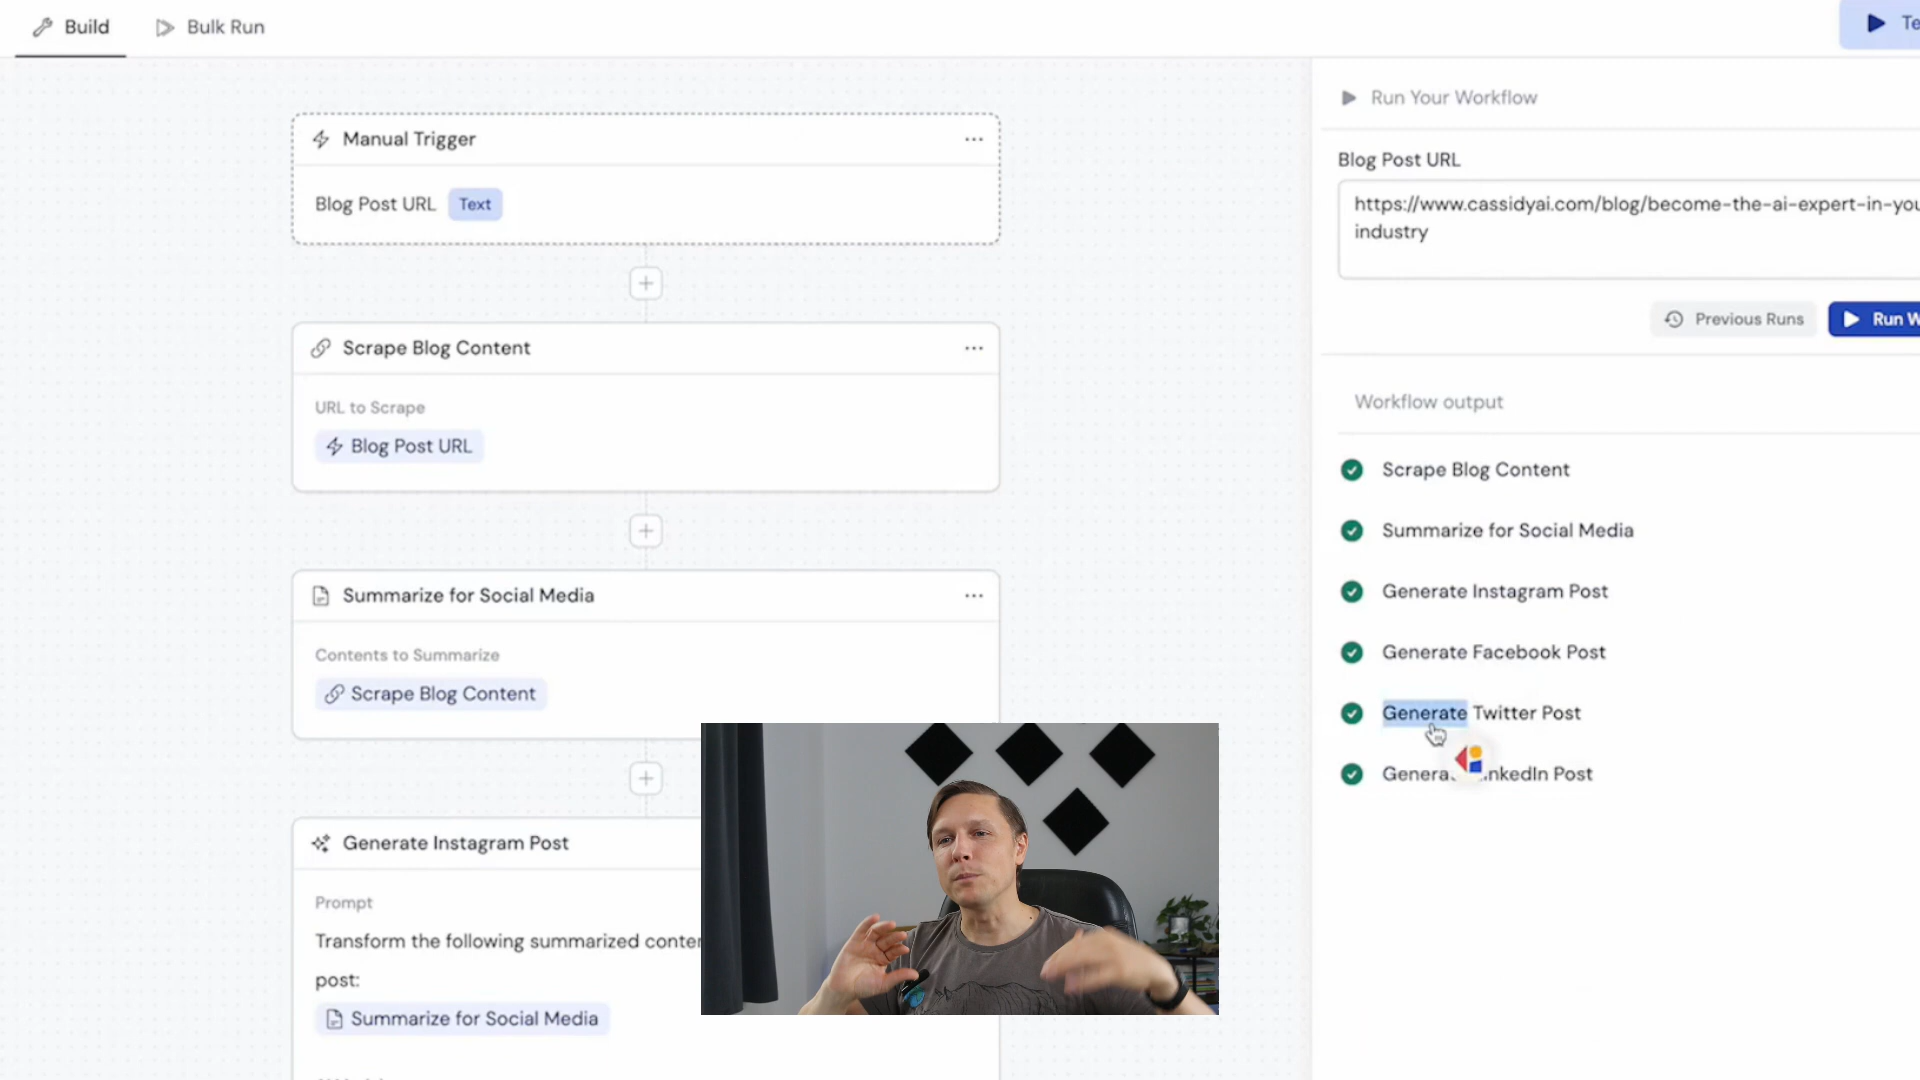 Build
Bulk Run
Manual Trigger
Blog Post URL
Text
Scrape Blog Content
URL to Scrape
Blog Post URL
Summarize for Social Media
Contents to Summarize
Scrape Blog Content
Generate Instagram Post
Prompt
Transform the following summarized
post:
Summarize for Social Media
Run Your Workflow
Blog Post URL
https://www.cassidyai.com/blog/become-the-ai-expert-in-you
industry
Previous Runs
Run
Workflow output
Scrape Blog Content
Summarize for Social Media
Generate Instagram Post
Generate Facebook Post
Generate Twitter Post
Post